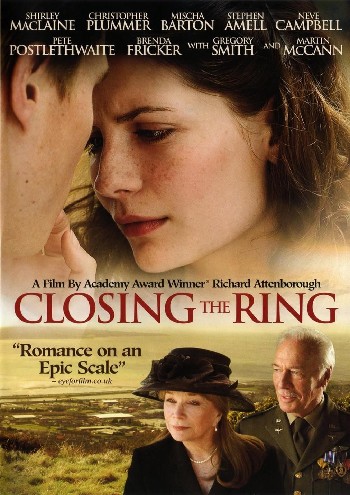 SHIRLEY MACLAINE CHRISTOPHER PLUMMER MISCHA BARTON STEPHEN AMELL NEVE CAMPBELL
PETE POSTLETHWAITE BRENDA FRICKER WITH GREGORY SMITH AND MARTIN McCANN
A Film By Academy Award Winner® Richard Attenborough
CLOSING THE RING
"Romance on an
Epic Scale"
– eyeforfilm.co.uk